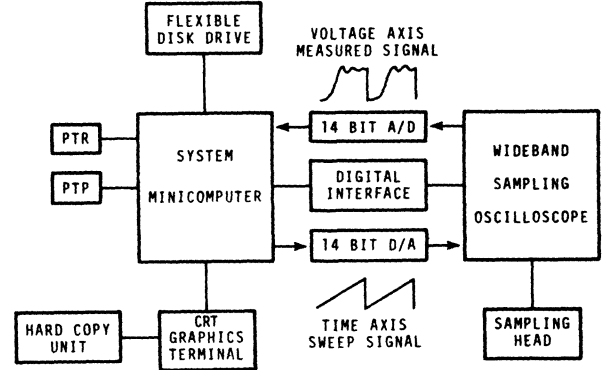 FLEXIBLE
DISK DRIVE
VOLTAGE AXIS
MEASURED SIGNAL
PTR
PTP
SYSTEM
MINICOMPUTER
14 BIT A/D
DIGITAL
INTERFACE
14 BIT D/A
WIDEBAND
SAMPLING
OSCILLOSCOPE
HARD COPY
UNIT
CRT
GRAPHICS
TERMINAL
TIME AXIS
SWEEP SIGNAL
SAMPLING
HEAD